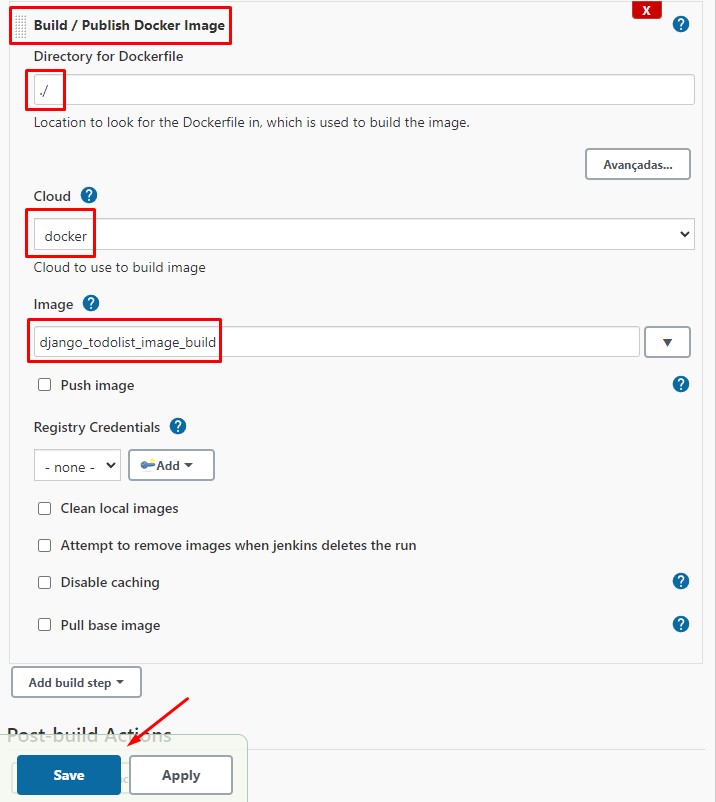 Build / Publish Docker Image
X
Directory for Dockerfile
./
Location to look for the Dockerfile in, which is used to build the image.
Avançadas...
Cloud ?
docker
Cloud to use to build image
Image ?
django_todolist_image_build
Push image
Registry Credentials ?
- none - Add
Clean local images
Attempt to remove images when jenkins deletes the run
Disable caching
Pull base image
Add build step
Post-build Actions
Save Apply